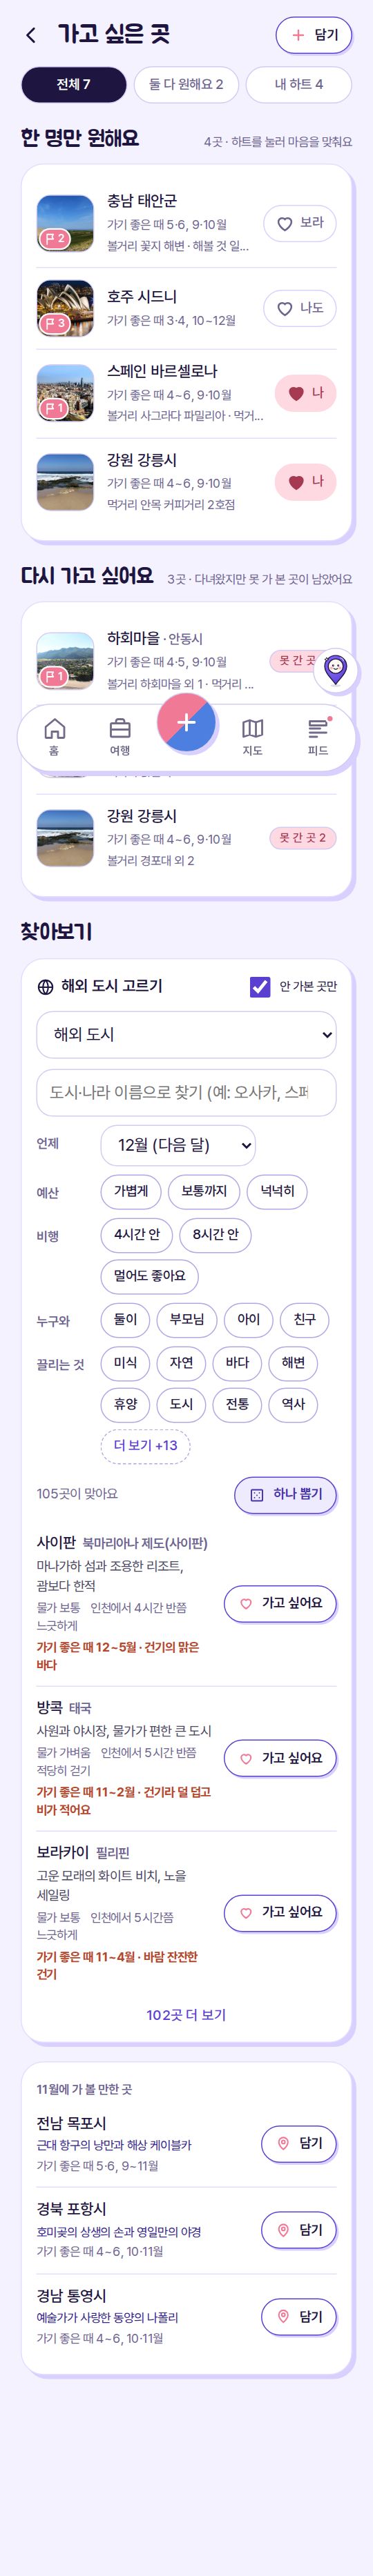 가고 싶은 곳
담기
전체 7
둘 다 원해요 2
내 하트 4
한 명만 원해요
4곳 · 하트를 눌러 마음을 맞춰요
충남 태안군
가기 좋은 때 5·6, 9·10월
볼거리 꽃지 해변 · 해볼 것 일...
2
보라
호주 시드니
가기 좋은 때 3·4, 10~12월
3
나도
스페인 바르셀로나
가기 좋은 때 4~6, 9·10월
볼거리 사그라다 파밀리아 · 먹거...
1
나
강원 강릉시
가기 좋은 때 4~6, 9·10월
먹거리 안목 커피거리 2호점
나
다시 가고 싶어요
3곳 · 다녀왔지만 못 가 본 곳이 남았어요
하회마을 · 안동시
가기 좋은 때 4·5, 9·10월
볼거리 하회마을 외 1 · 먹거리 ...
1
못 간 곳
홈
여행
지도
피드
강원 강릉시
가기 좋은 때 4~6, 9·10월
볼거리 경포대 외 2
못 간 곳 2
찾아보기
해외 도시 고르기
안 가본 곳만
해외 도시
도시·나라 이름으로 찾기 (예: 오사카, 스페
언제
12월 (다음 달)
예산
가볍게
보통까지
넉넉히
비행
4시간 안
8시간 안
멀어도 좋아요
누구와
둘이
부모님
아이
친구
끌리는 것
미식
자연
바다
해변
휴양
도시
전통
역사
더 보기 +13
105곳이 맞아요
하나 뽑기
사이판 북마리아나 제도(사이판)
마나가하 섬과 조용한 리조트,
괌보다 한적
물가 보통 인천에서 4시간 반쯤
느긋하게
가기 좋은 때 12~5월 · 건기의 맑은
바다
가고 싶어요
방콕 태국
사원과 야시장, 물가가 편한 큰 도시
물가 가벼움 인천에서 5시간 반쯤
적당히 걷기
가기 좋은 때 11~2월 · 건기라 덜 덥고
비가 적어요
가고 싶어요
보라카이 필리핀
고운 모래의 화이트 비치, 노을
세일링
물가 보통 인천에서 5시간쯤
느긋하게
가기 좋은 때 11~4월 · 바람 잔잔한
건기
가고 싶어요
102곳 더 보기
11월에 가 볼 만한 곳
전남 목포시
근대 항구의 낭만과 해상 케이블카
가기 좋은 때 5·6, 9~11월
담기
경북 포항시
호미곶의 상생의 손과 영일만의 야경
가기 좋은 때 4~6, 10·11월
담기
경남 통영시
예술가가 사랑한 동양의 나폴리
가기 좋은 때 4~6, 10·11월
담기